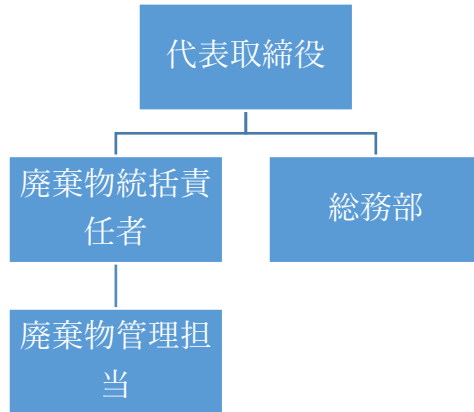 代表取締役
廃棄物統括責
任者
総務部
廃棄物管理担
当